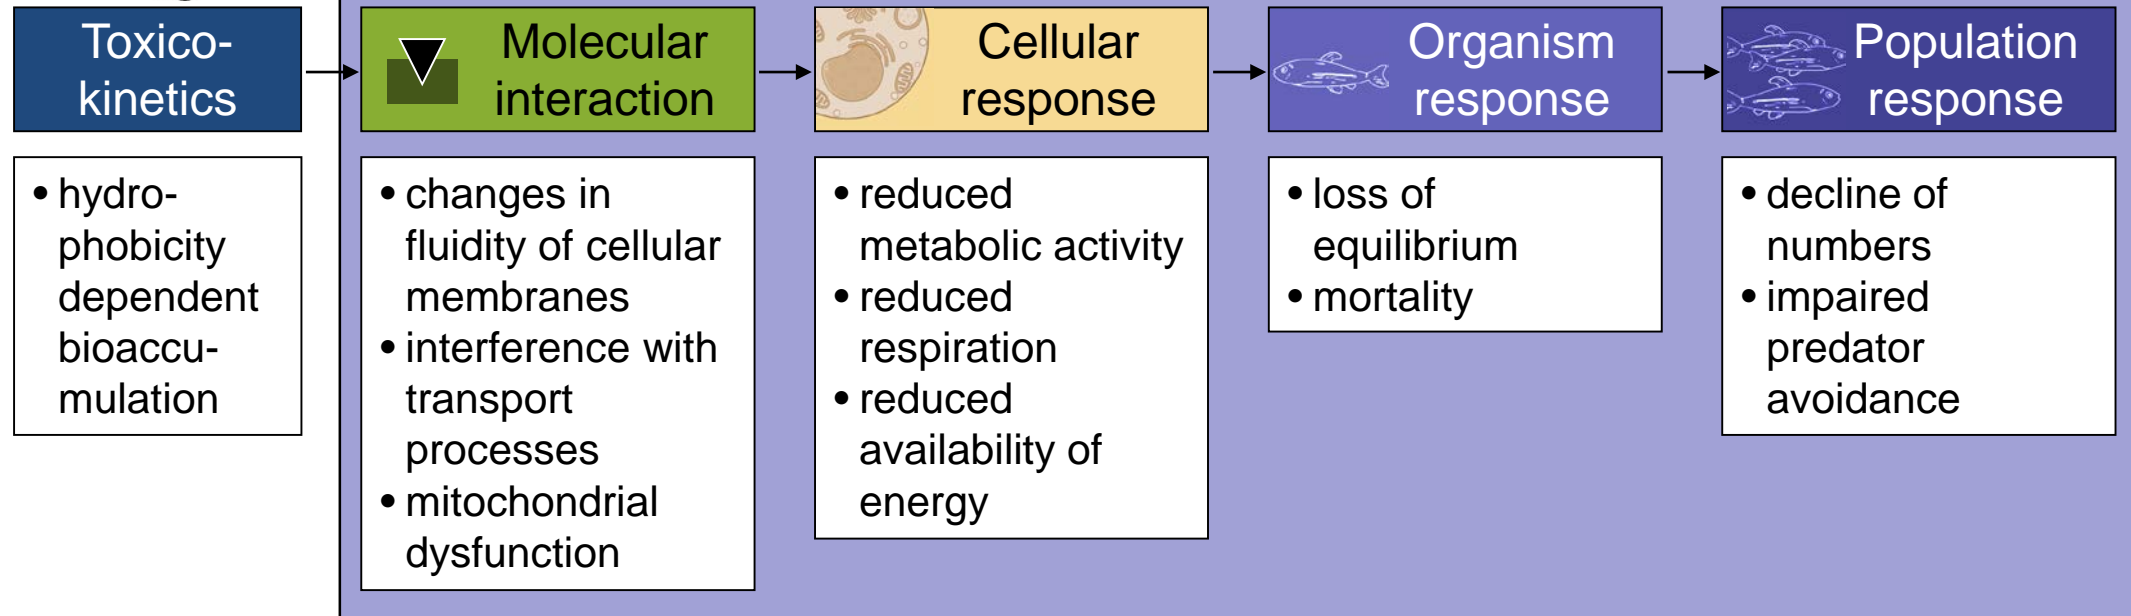 Toxico-
kinetics
Molecular
interaction
Cellular
response
Organism
response
Population
response
• hydro-
phobicity
dependent
bioaccu-
mulation
• changes in
fluidity of cellular
membranes
• interference with
transport
processes
• mitochondrial
dysfunction
• reduced
metabolic activity
• reduced
respiration
• reduced
availability of
energy
• loss of
equilibrium
• mortality
• decline of
numbers
• impaired
predator
avoidance